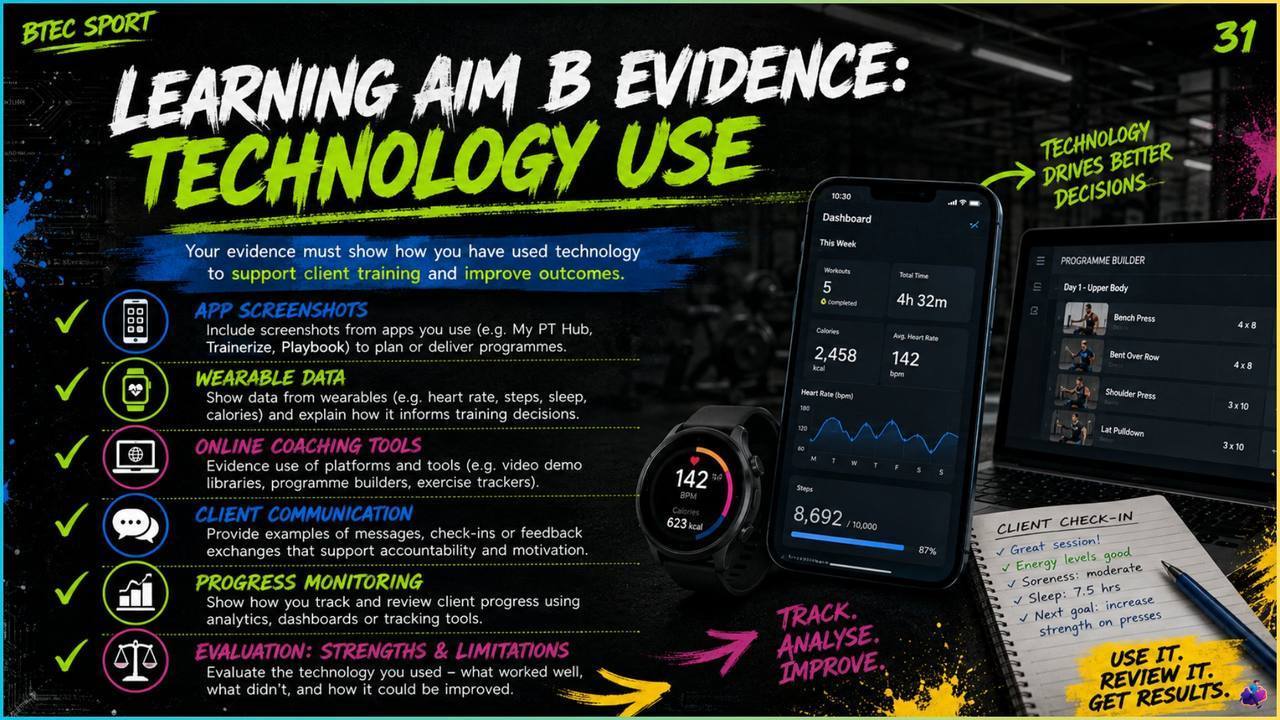 BTEC SPORT
31
LEARNING AIM B EVIDENCE:
TECHNOLOGY USE
Your evidence must show how you have used technology
to support client training and improve outcomes.
APP SCREENSHOTS
Include screenshots from apps you use (e.g. My PT Hub,
Trainerize, Playbook) to plan or deliver programmes.
WEARABLE DATA
Show data from wearables (e.g. heart rate, steps, sleep,
calories) and explain how it informs training decisions.
ONLINE COACHING TOOLS
Evidence use of platforms and tools (e.g. video demo
libraries, programme builders, exercise trackers).
CLIENT COMMUNICATION
Provide examples of messages, check-ins or feedback
exchanges that support accountability and motivation.
PROGRESS MONITORING
Show how you track and review client progress using
analytics, dashboards or tracking tools.
EVALUATION: STRENGTHS & LIMITATIONS
Evaluate the technology you used – what worked well,
what didn't, and how it could be improved.
TECHNOLOGY
DRIVES BETTER
DECISIONS
10:30
Dashboard
This Week
Workouts
5
completed
Total Time
4h 32m
Calories
2,458
kcal
Avg. Heart Rate
142
bpm
Heart Rate (bpm)
180
120
60
M T W T F S S
Steps
8,692 / 10,000
87%
142
BPM
Calories
623 kcal
PROGRAMME BUILDER
Day 1 - Upper Body
Bench Press 4 x 8
Bent Over Row 4 x 8
Shoulder Press 3 x 10
Lat Pulldown 3 x 10
CLIENT CHECK-IN
Great session!
Energy levels good
Soreness: moderate
Sleep: 7.5 hrs
Next goal: increase
strength on presses
TRACK.
ANALYSE.
IMPROVE.
USE IT.
REVIEW IT.
GET RESULTS.